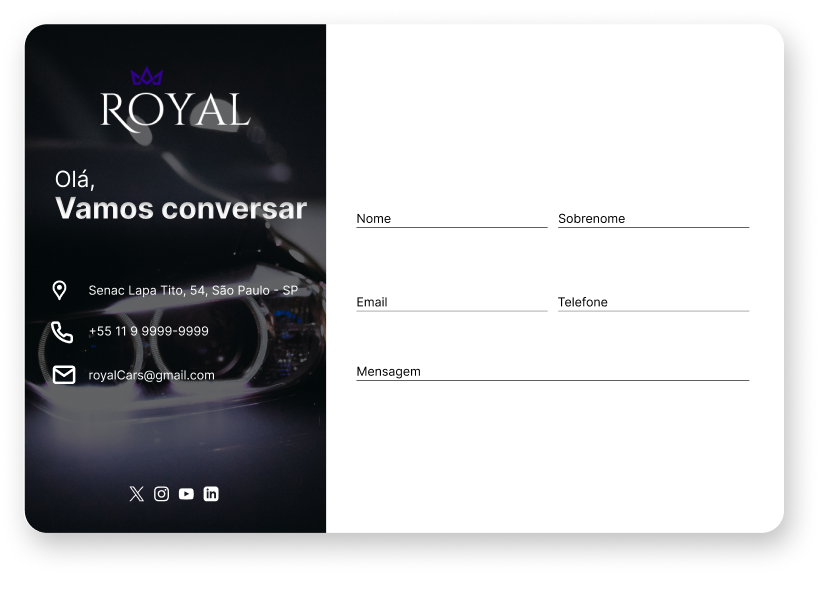 ROYAL
Olá,
Vamos conversar
Senac Lapa Tito, 54, São Paulo - SP
+55 11 9 9999-9999
royalCars@gmail.com
Nome
Sobrenome
Email
Telefone
Mensagem